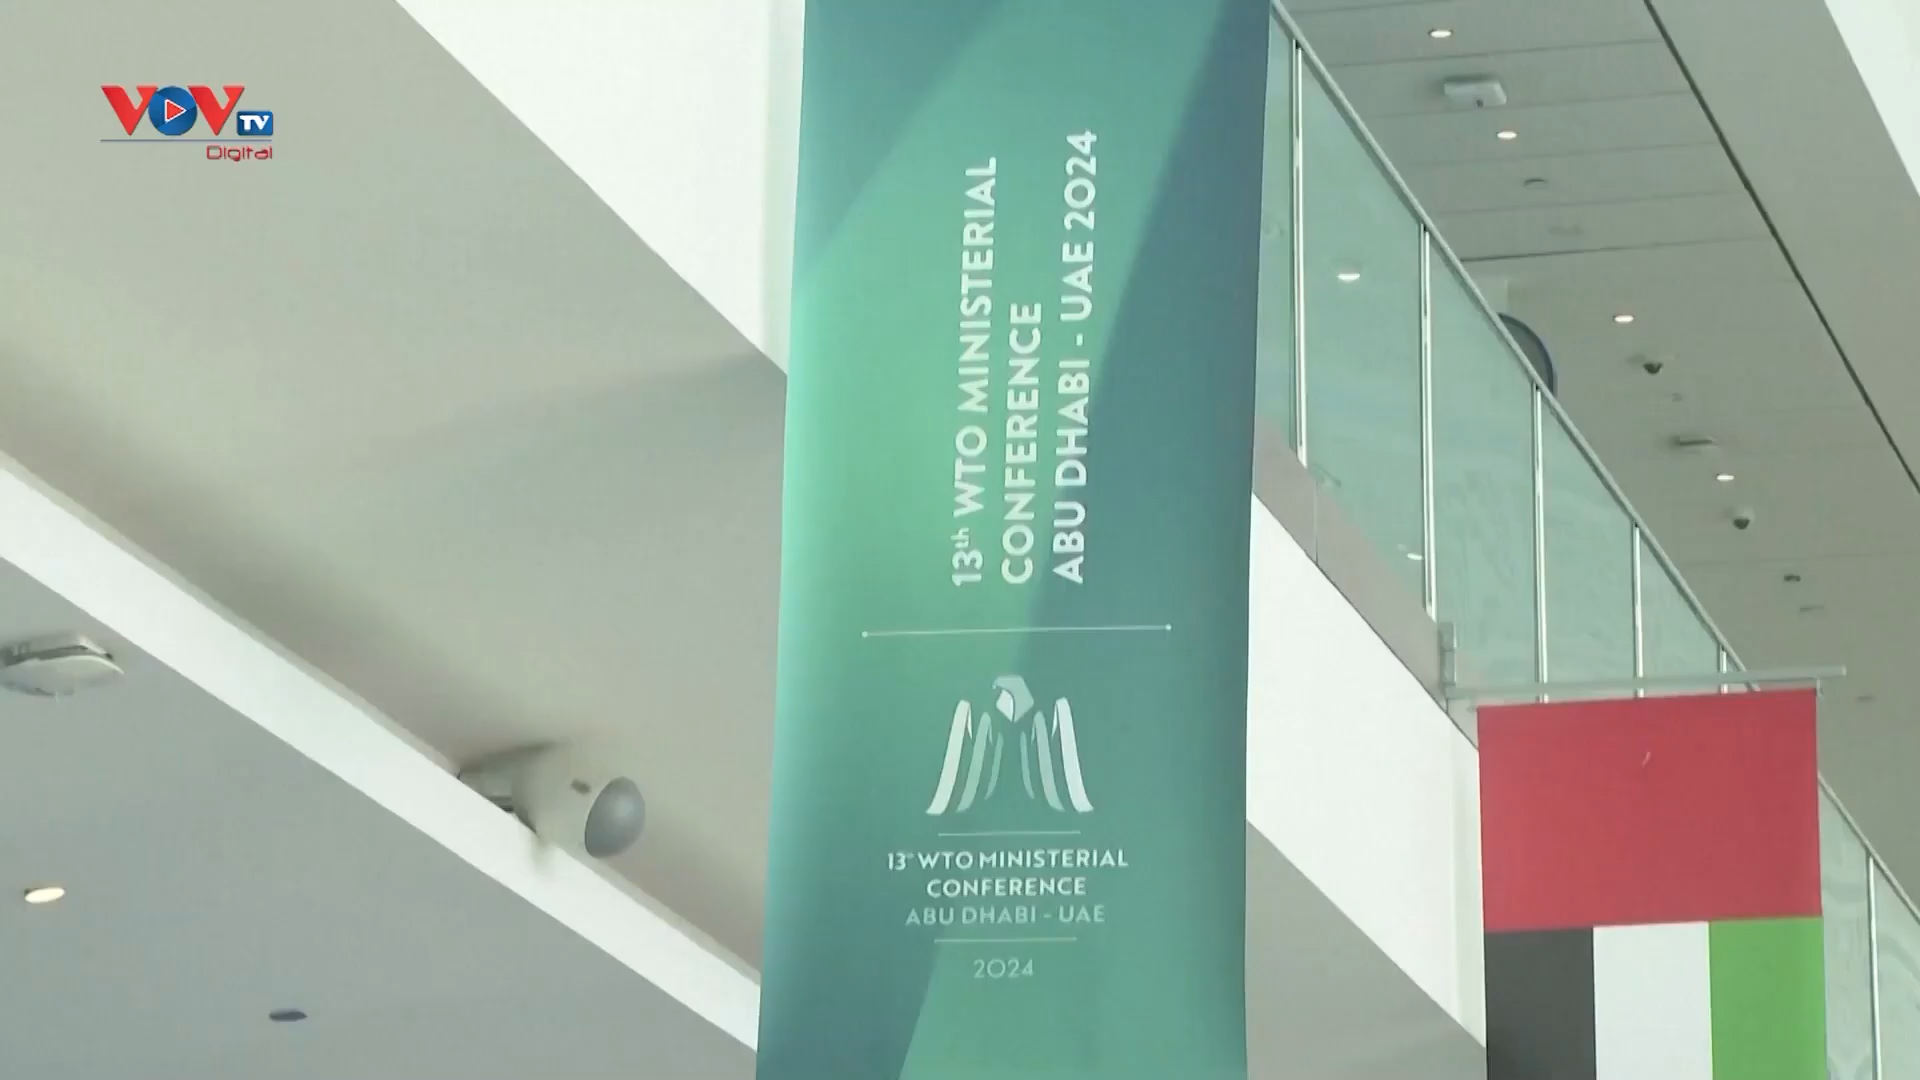 VOV TV
Digital
13th WTO MINISTERIAL
CONFERENCE
ABU DHABI - UAE 2024
13th WTO MINISTERIAL
CONFERENCE
ABU DHABI - UAE
2024